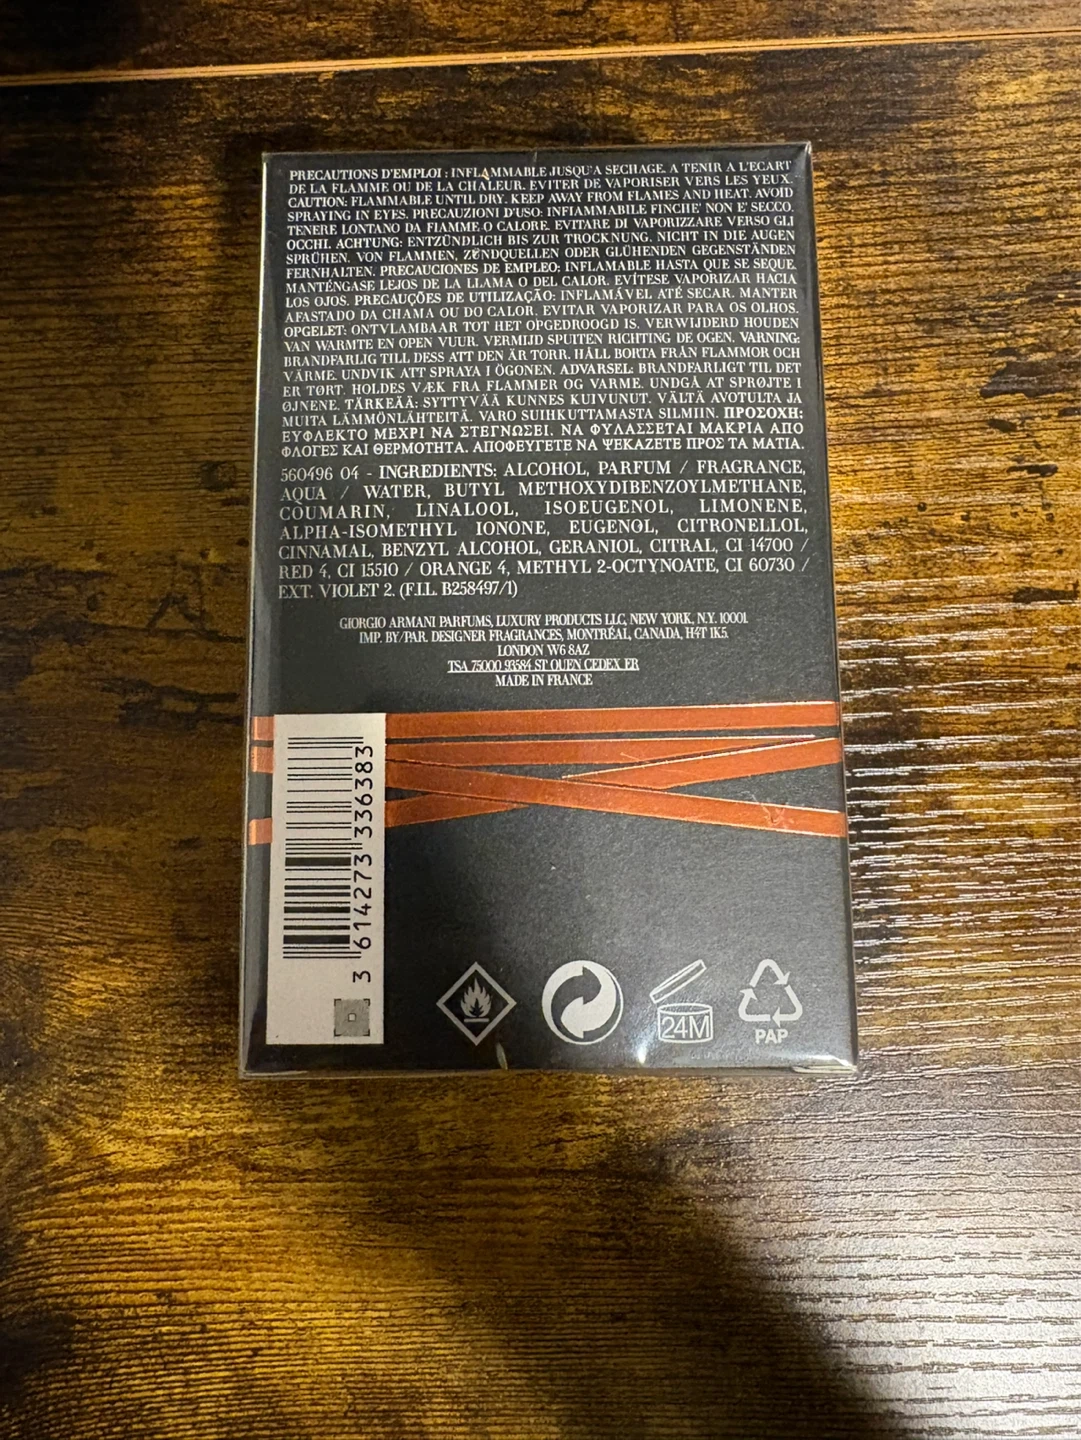 PRECAUTIONS D'EMPLOI : INFLAMMABLE JUSQU'A SECHAGE. A TENIR A L'ECART
DE LA FLAMME OU DE LA CHALEUR. EVITER DE VAPORISER VERS LES YEUX.
CAUTION: FLAMMABLE UNTIL DRY. KEEP AWAY FROM FLAMES AND HEAT. AVOID
SPRAYING IN EYES. PRECAUZIONI D'USO: INFIAMMABILE FINCHE' NON E' SECCO.
TENERE LONTANO DA FIAMME O CALORE. EVITARE DI VAPORIZZARE VERSO GLI
OCCHI. ACHTUNG: ENTZÜNDLICH BIS ZUR TROCKNUNG. NICHT IN DIE AUGEN
SPRÜHEN. VON FLAMMEN, ZÜNDQUELLEN ODER GLÜHENDEN GEGENSTÄNDEN
FERNHALTEN. PRECAUCIONES DE EMPLEO: INFLAMABLE HASTA QUE SE SEQUE.
MANTÉNGASE LEJOS DE LA LLAMA O DEL CALOR. EVÍTESE VAPORIZAR HACIA
LOS OJOS. PRECAUÇÕES DE UTILIZAÇÃO: INFLAMÁVEL ATÉ SECAR. MANTER
AFASTADO DA CHAMA OU DO CALOR. EVITAR VAPORIZAR PARA OS OLHOS.
OPGELET: ONTVLAMBAAR TOT HET OPGEDROOGD IS. VERWIJDERD HOUDEN
VAN WARMTE EN OPEN VUUR. VERMIJD SPUITEN RICHTING DE OGEN. VARNING:
BRANDFARLIG TILL DESS ATT DEN ÄR TORR. HÅLL BORTA FRÅN FLAMMOR OCH
VÄRME. UNDVIK ATT SPRAYA I ÖGONEN. ADVARSEL: BRANDFARLIGT TIL DET
ER TØRT. HOLDES VÆK FRA FLAMMER OG VARME. UNDGÅ AT SPRØJTE I
ØJNENE. TÄRKEÄÄ: SYTTYVÄÄ KUNNES KUIVUNUT. VÄLTÄ AVOTULTA JA
MUITA LÄMMÖNLÄHTEITÄ. VARO SUIHKUTTAMASTA SILMIIN. ΠΡΟΣΟΧΗ:
ΕΥΦΛΕΚΤΟ ΜΕΧΡΙ ΝΑ ΣΤΕΓΝΩΣΕΙ. ΝΑ ΦΥΛΑΣΣΕΤΑΙ ΜΑΚΡΙΑ ΑΠΟ
ΦΛΟΓΕΣ ΚΑΙ ΘΕΡΜΟΤΗΤΑ. ΑΠΟΦΕΥΓΕΤΕ ΝΑ ΨΕΚΑΖΕΤΕ ΠΡΟΣ ΤΑ ΜΑΤΙΑ.
560496 04 - INGREDIENTS: ALCOHOL, PARFUM / FRAGRANCE,
AQUA / WATER, BUTYL METHOXYDIBENZOYLMETHANE,
COUMARIN, LINALOOL, ISOEUGENOL, LIMONENE,
ALPHA-ISOMETHYL IONONE, EUGENOL, CITRONELLOL,
CINNAMAL, BENZYL ALCOHOL, GERANIOL, CITRAL, CI 14700 /
RED 4, CI 15510 / ORANGE 4, METHYL 2-OCTYNOATE, CI 60730 /
EXT. VIOLET 2. (F.I.L. B258497/1)
GIORGIO ARMANI PARFUMS, LUXURY PRODUCTS LLC, NEW YORK, N.Y. 10001.
IMP. BY/PAR. DESIGNER FRAGRANCES, MONTRÉAL, CANADA, H4T 1K5.
LONDON W6 8AZ
TSA 75000 93584 ST OUEN CEDEX FR
MADE IN FRANCE
3 614273 336383
24M
PAP